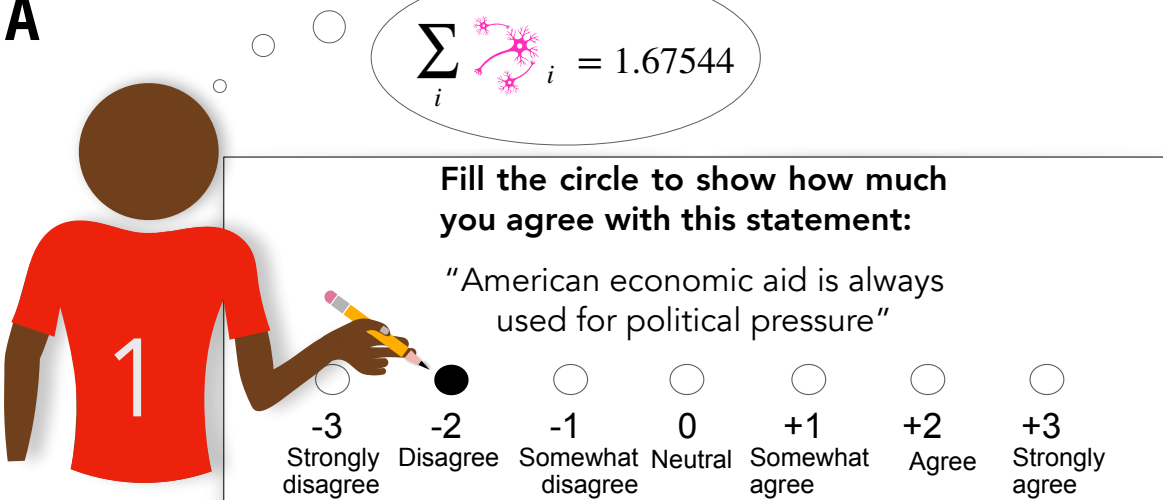 A
∑ i i = 1.67544
Fill the circle to show how much
you agree with this statement:
“American economic aid is always
used for political pressure”
1
-3 -2 -1 0 +1 +2 +3
Strongly Disagree Somewhat Neutral Somewhat Agree Strongly
disagree disagree agree agree